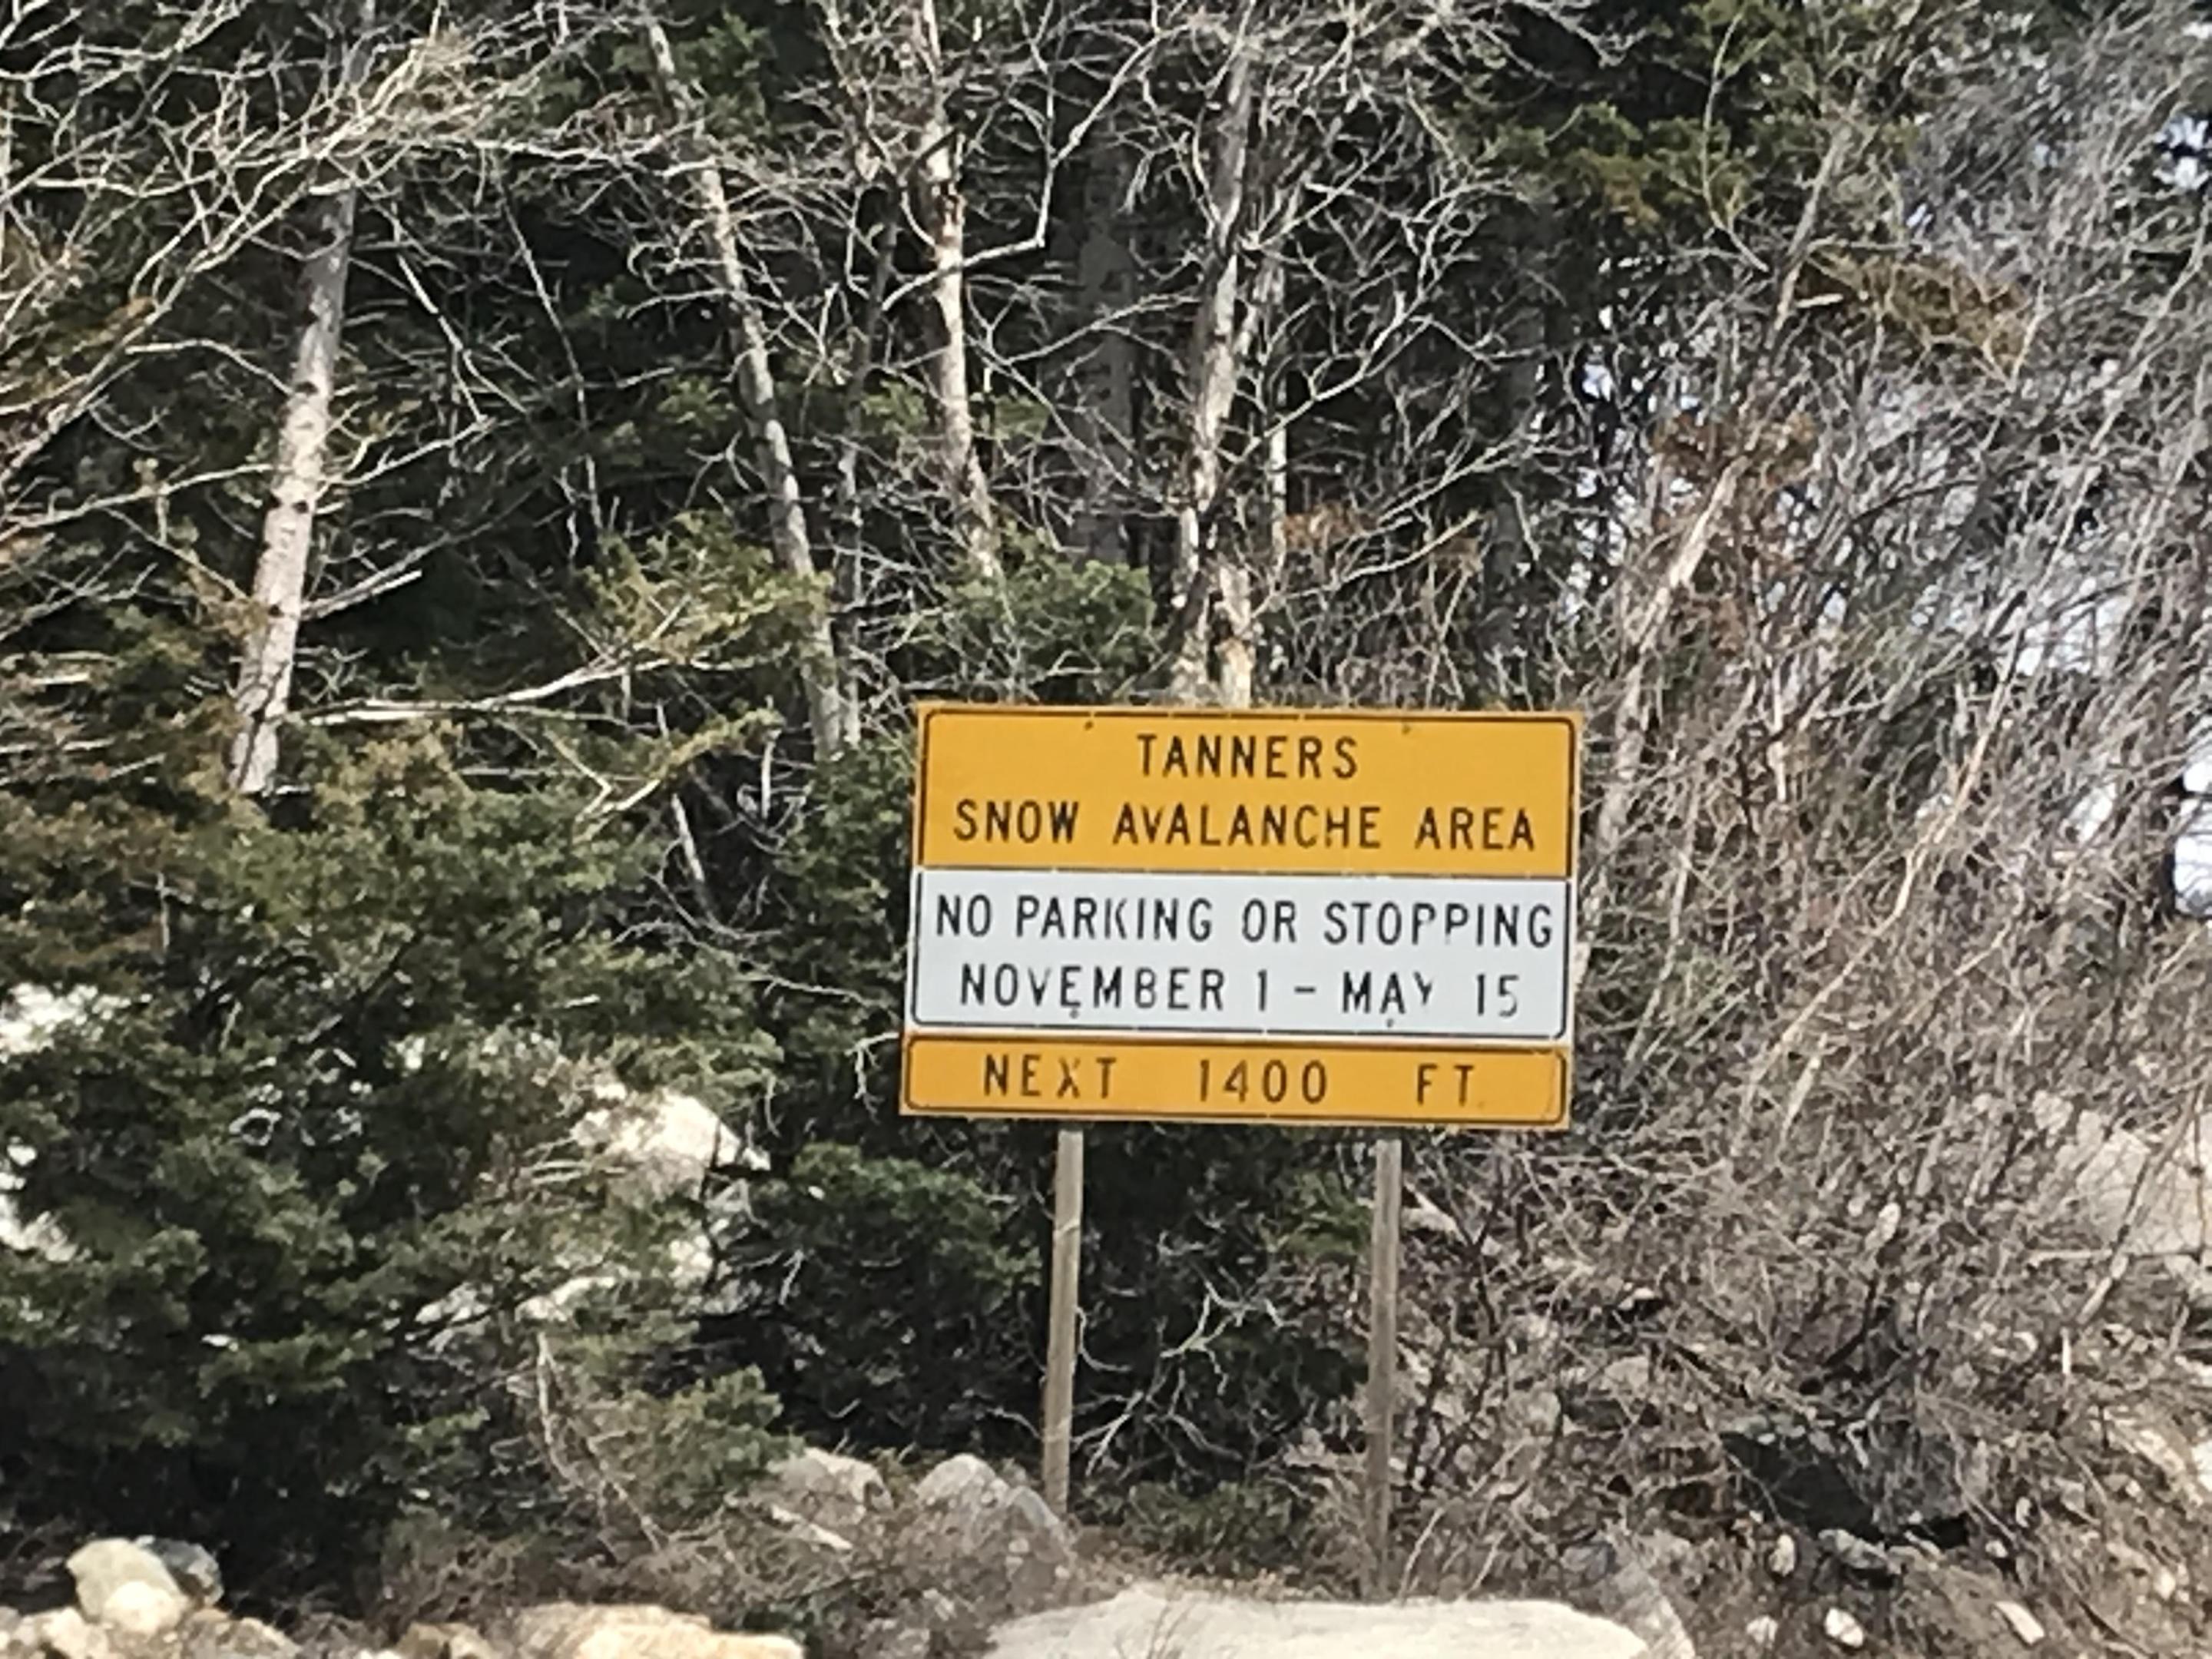 TANNERS
SNOW AVALANCHE AREA
NO PARKING OR STOPPING
NOVEMBER 1 - MAY 15
NEXT 1400 FT